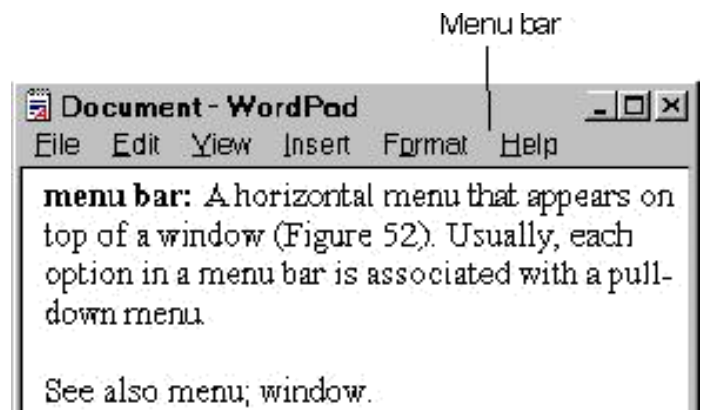 Menu bar
Document - WordPad
File Edit View Insert Format Help
menu bar: A horizontal menu that appears on
top of a window (Figure 52). Usually, each
option in a menu bar is associated with a pull-
down menu.
See also menu; window.